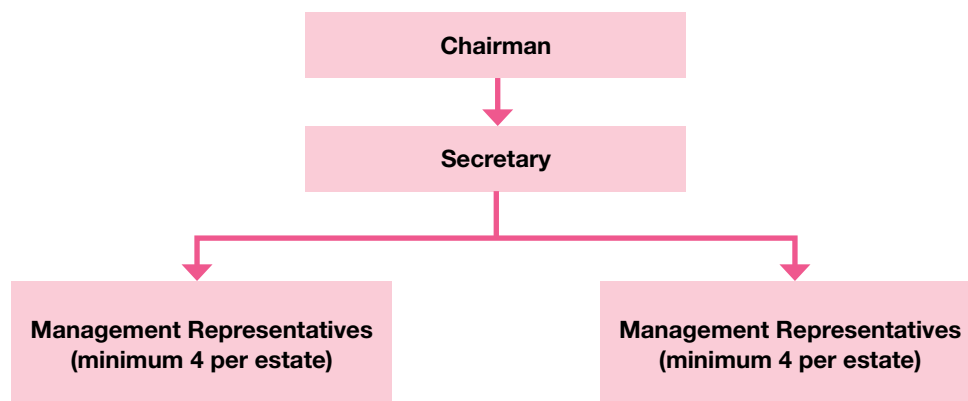 Chairman
Secretary
Management Representatives
(minimum 4 per estate)
Management Representatives
(minimum 4 per estate)